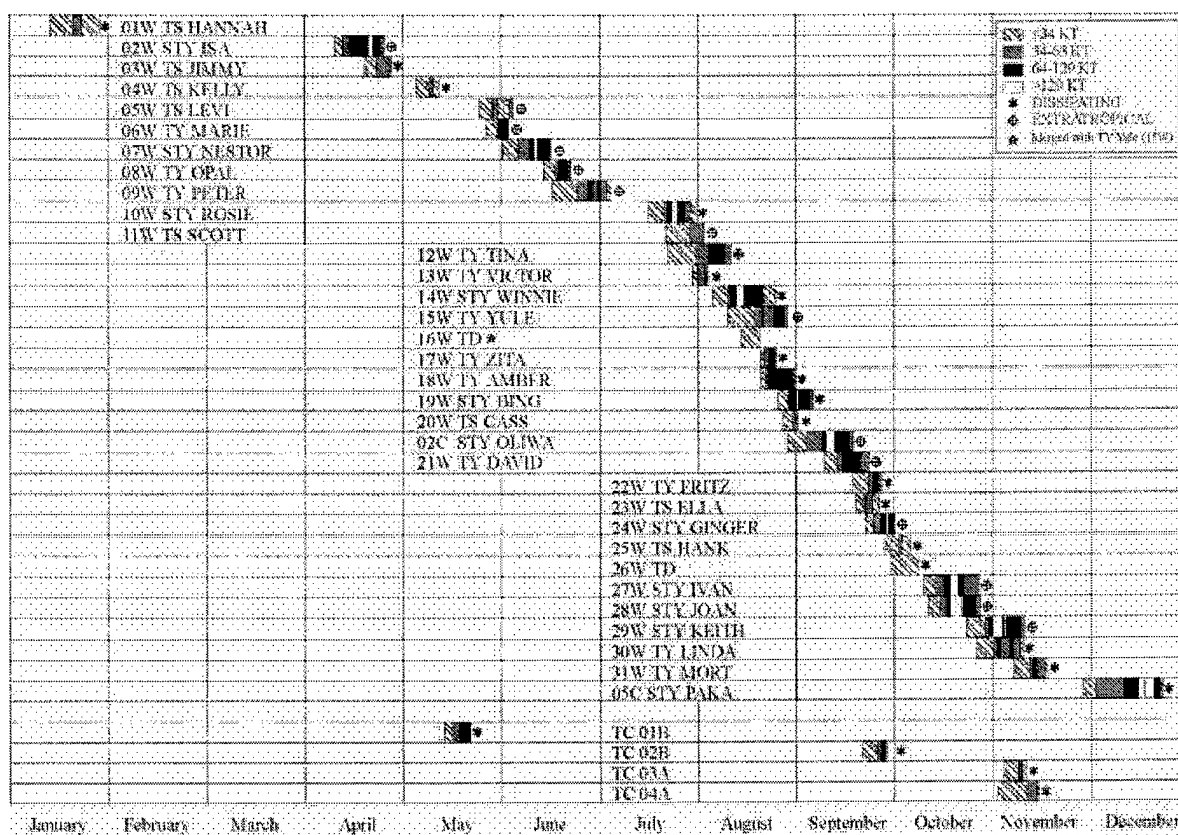 01W TS HANNAH
02W STY ISA
03W TS JIMMY
04W TS KELLY
05W TS LEVI
06W TY MARIE
07W STY NESTOR
08W TY OPAL
09W TY PETER
10W STY ROSIE
11W TS SCOTT
12W TY TINA
13W TY VICTOR
14W STY WINNIE
15W TY YULE
16W TD *
17W TY ZITA
18W TY AMBER
19W STY BING
20W TS CASS
02C STY OLIWA
21W TY DAVID
22W TY FRITZ
23W TS ELLA
24W STY GINGER
25W TS HANK
26W TD
27W STY IVAN
28W STY JOAN
29W STY KEITH
30W TY LINDA
31W TY MORT
05C STY PAKA
TC 01B
TC 02B
TC 03A
TC 04A
<34 KT
34-63 KT
64-129 KT
>129 KT
DISSIPATING
EXTRATROPICAL
Merged with TY Yule (15W)
January February March April May June July August September October November December